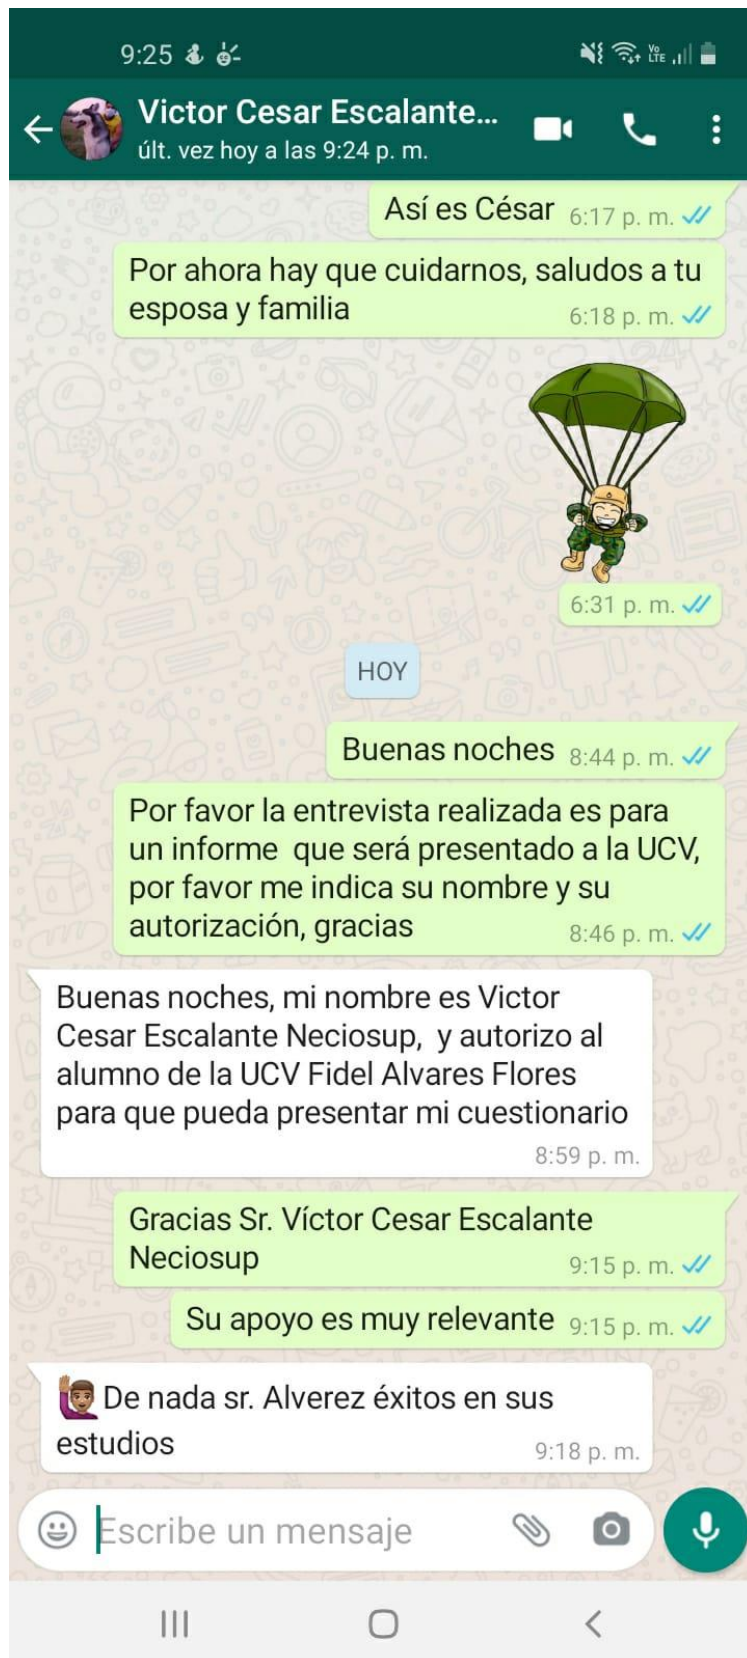 9:25
Vo
LTE
Victor Cesar Escalante...
últ. vez hoy a las 9:24 p. m.
Así es César 6:17 p. m.
Por ahora hay que cuidarnos, saludos a tu
esposa y familia 6:18 p. m.
6:31 p. m.
HOY
Buenas noches 8:44 p. m.
Por favor la entrevista realizada es para
un informe que será presentado a la UCV,
por favor me indica su nombre y su
autorización, gracias 8:46 p. m.
Buenas noches, mi nombre es Victor
Cesar Escalante Neciosup, y autorizo al
alumno de la UCV Fidel Alvares Flores
para que pueda presentar mi cuestionario
8:59 p. m.
Gracias Sr. Víctor Cesar Escalante
Neciosup 9:15 p. m.
Su apoyo es muy relevante 9:15 p. m.
De nada sr. Alverez éxitos en sus
estudios 9:18 p. m.
Escribe un mensaje